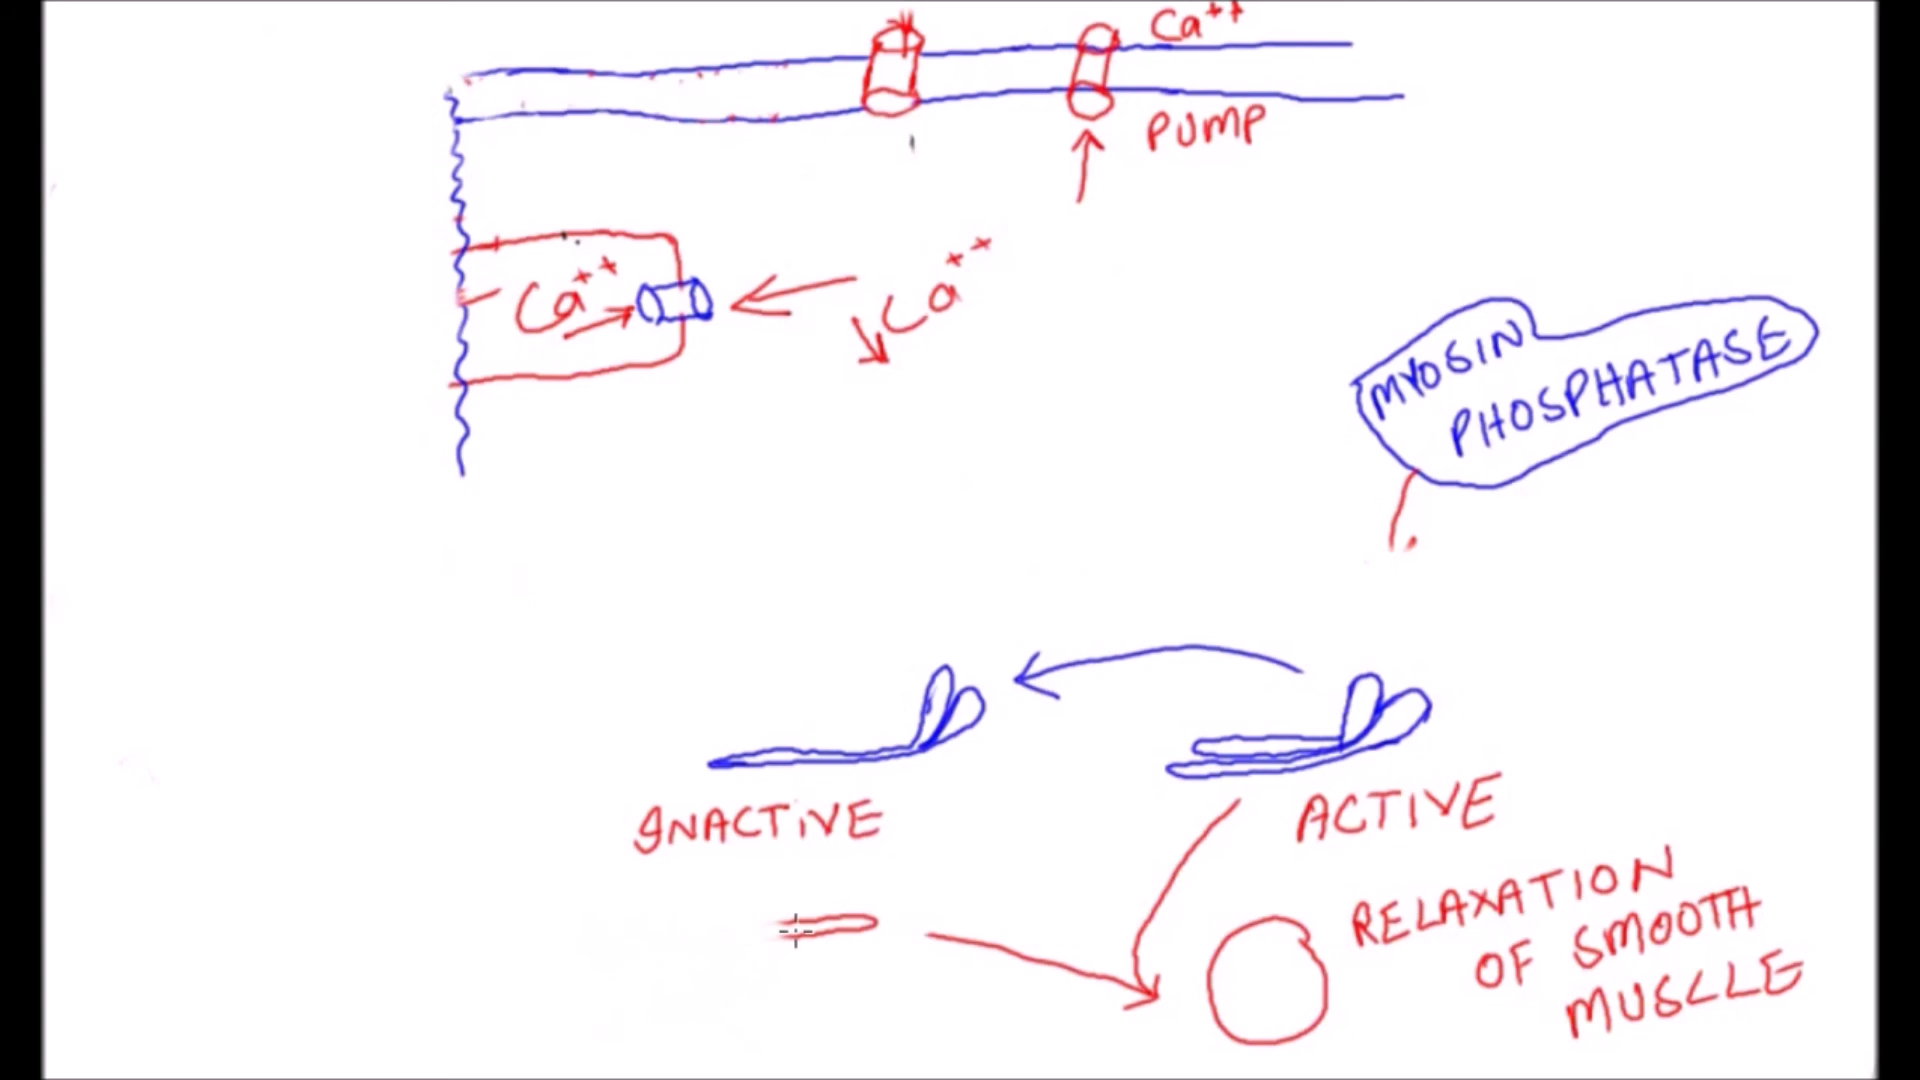 Ca++
PUMP
Ca++
Ca++
MYOSIN
PHOSPHATASE
INACTIVE
ACTIVE
RELAXATION
OF SMOOTH
MUSCLE